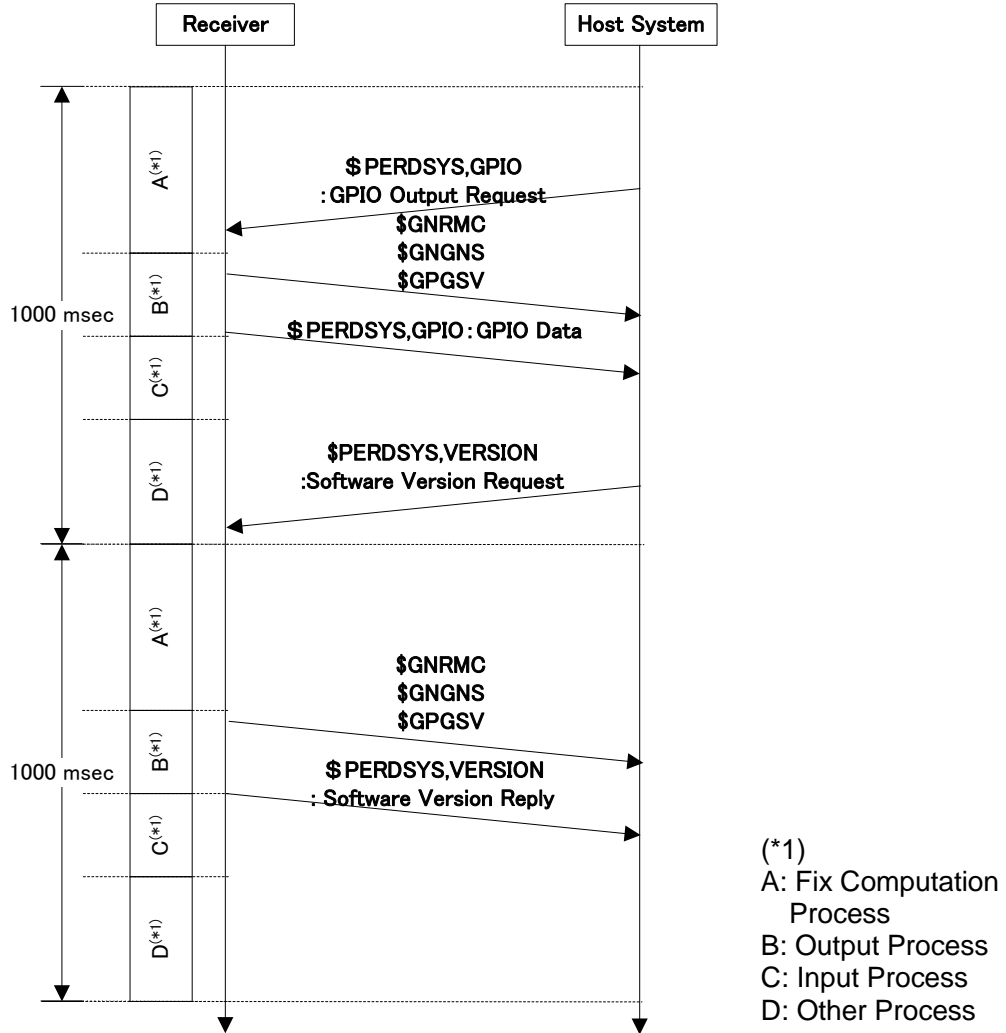 Receiver
Host System
A(*1)
$PERDSYS,GPIO
:GPIO Output Request
$GNRMC
$GNGNS
$GPGSV
B(*1)
1000 msec
$PERDSYS,GPIO:GPIO Data
C(*1)
$PERDSYS,VERSION
:Software Version Request
D(*1)
A(*1)
$GNRMC
$GNGNS
$GPGSV
B(*1)
1000 msec
$PERDSYS,VERSION
: Software Version Reply
C(*1)
D(*1)
(*1)
A: Fix Computation
Process
B: Output Process
C: Input Process
D: Other Process